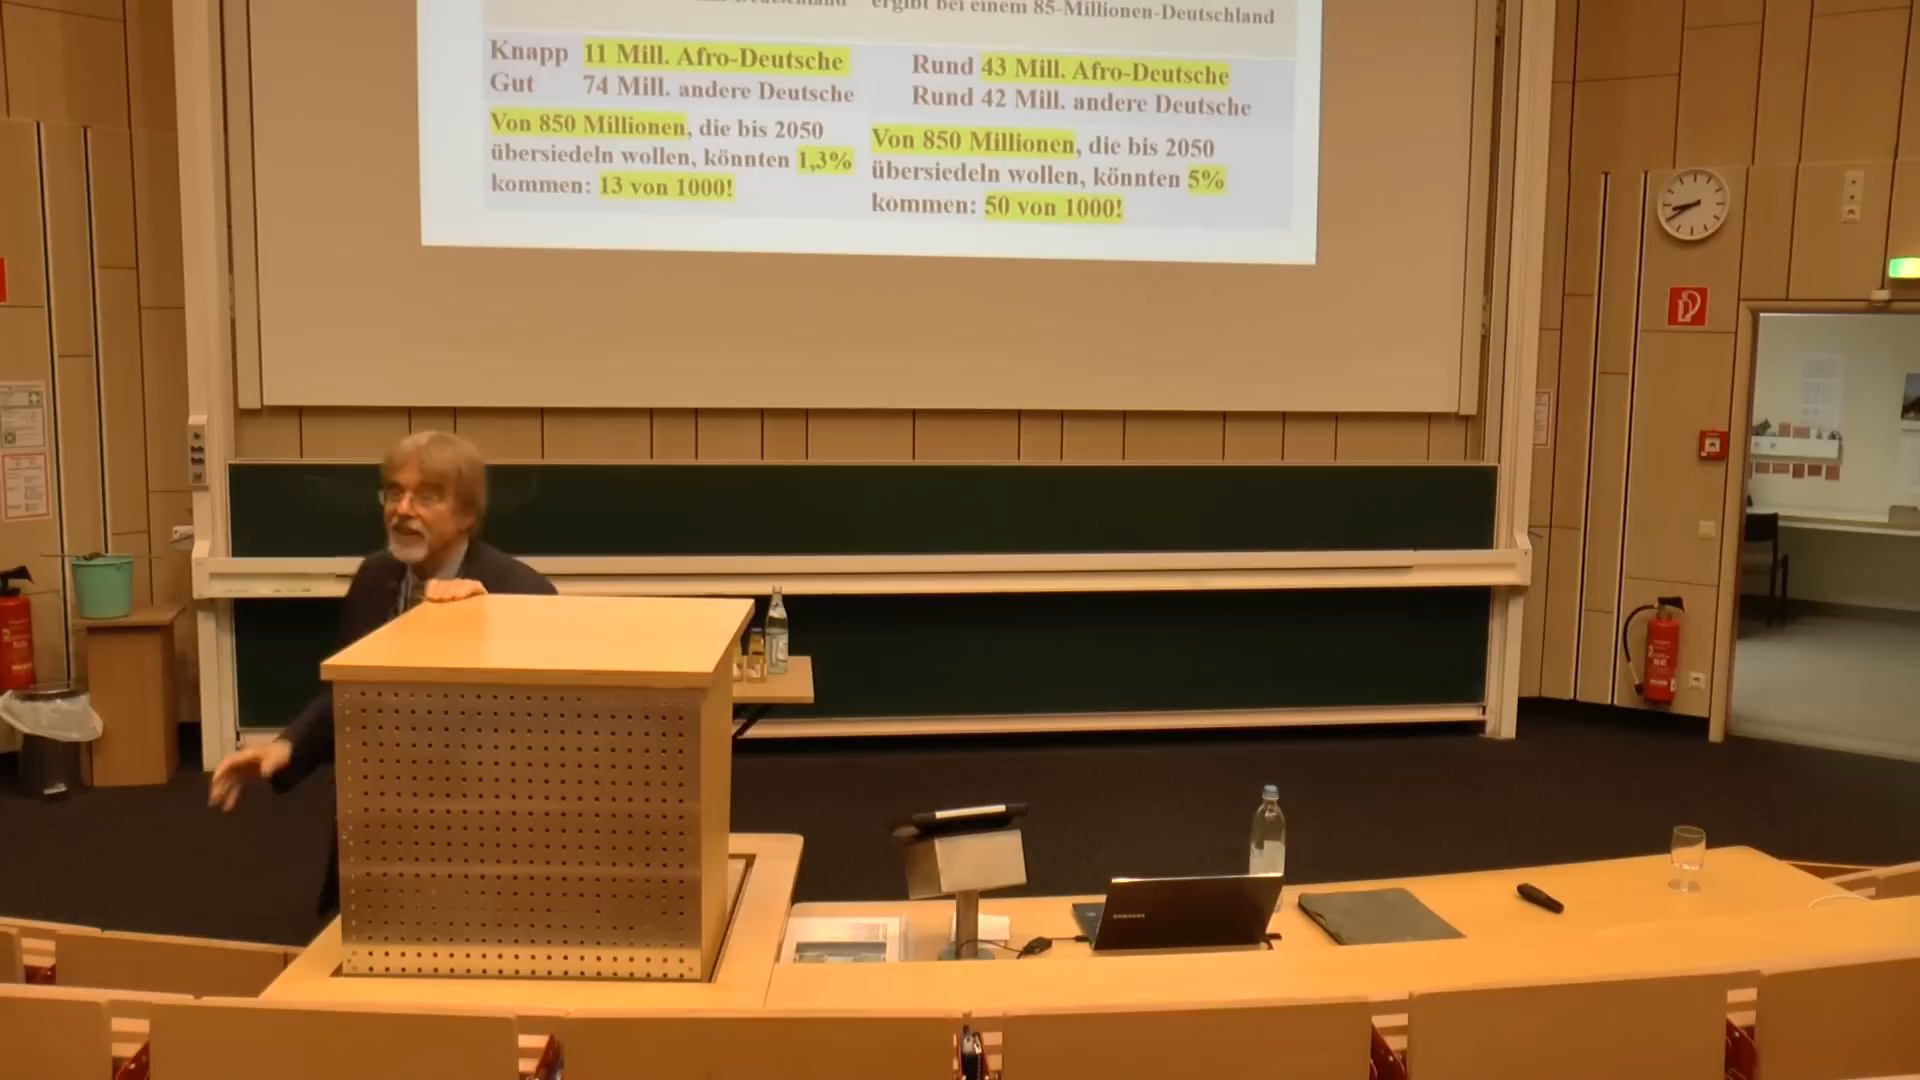 Deutschland
ergibt bei einem 85-Millionen-Deutschland
Knapp 11 Mill. Afro-Deutsche
Gut 74 Mill. andere Deutsche
Von 850 Millionen, die bis 2050
übersiedeln wollen, könnten 1,3%
kommen: 13 von 1000!
Rund 43 Mill. Afro-Deutsche
Rund 42 Mill. andere Deutsche
Von 850 Millionen, die bis 2050
übersiedeln wollen, könnten 5%
kommen: 50 von 1000!
SAMSUNG